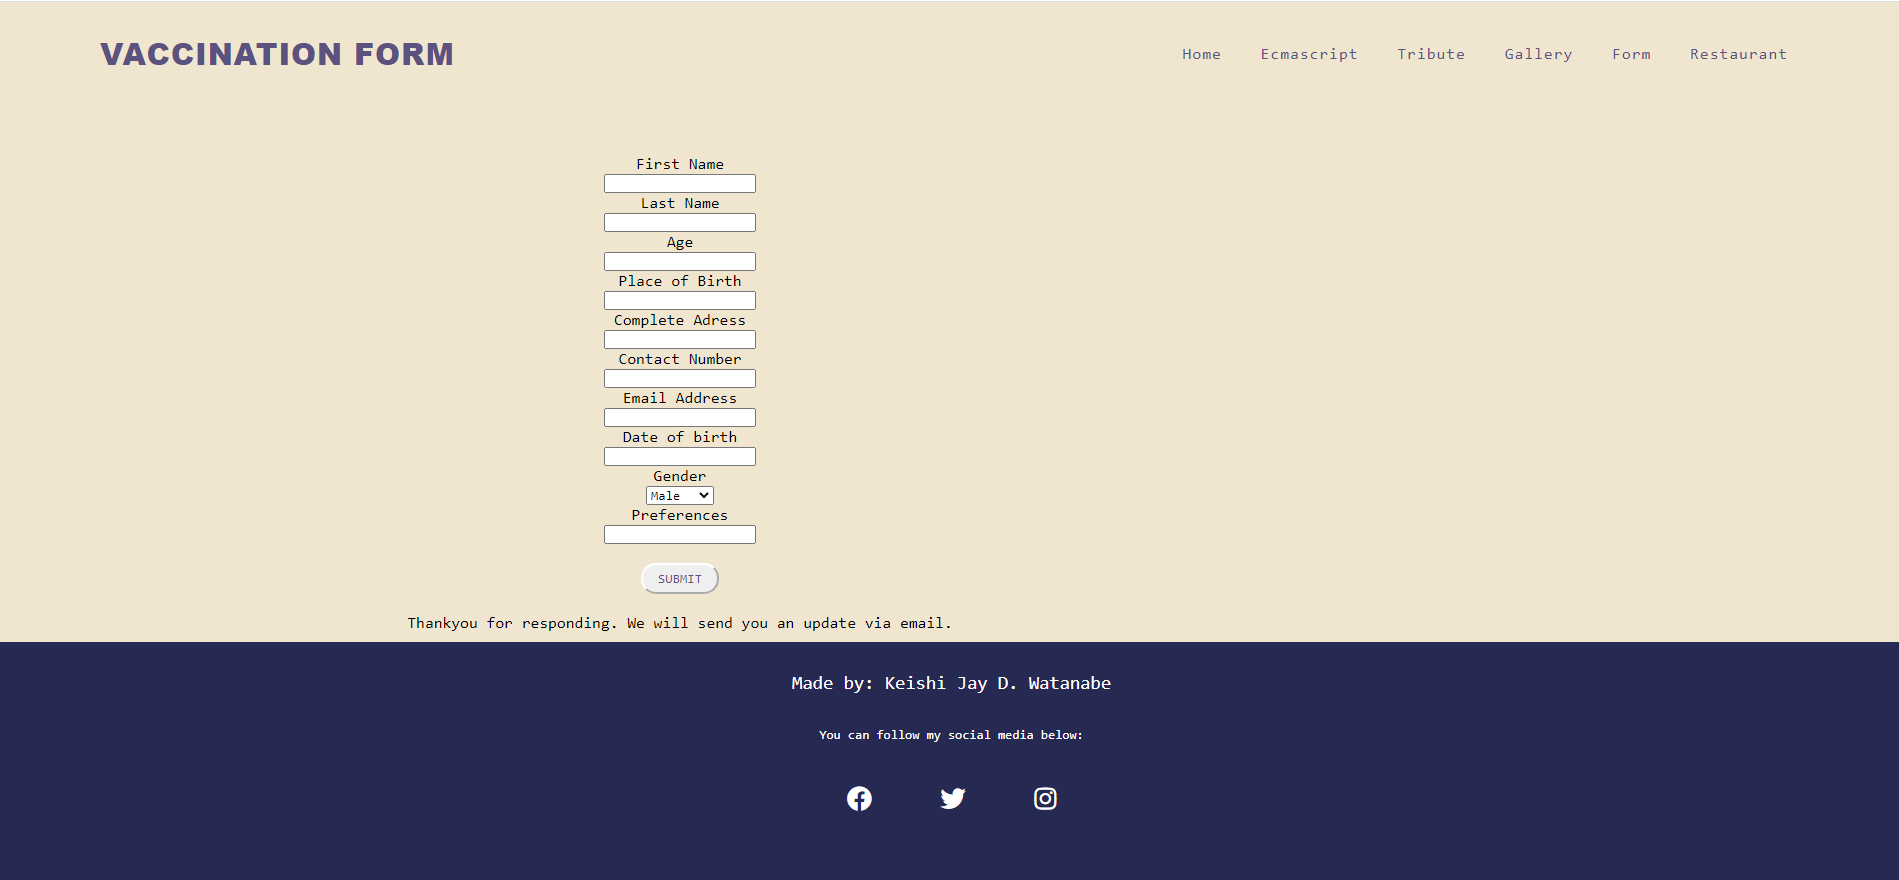 VACCINATION FORM
Home Ecmascript Tribute Gallery Form Restaurant
First Name
Last Name
Age
Place of Birth
Complete Adress
Contact Number
Email Address
Date of birth
Gender
Male
Preferences
SUBMIT
Thankyou for responding. We will send you an update via email.
Made by: Keishi Jay D. Watanabe
You can follow my social media below: